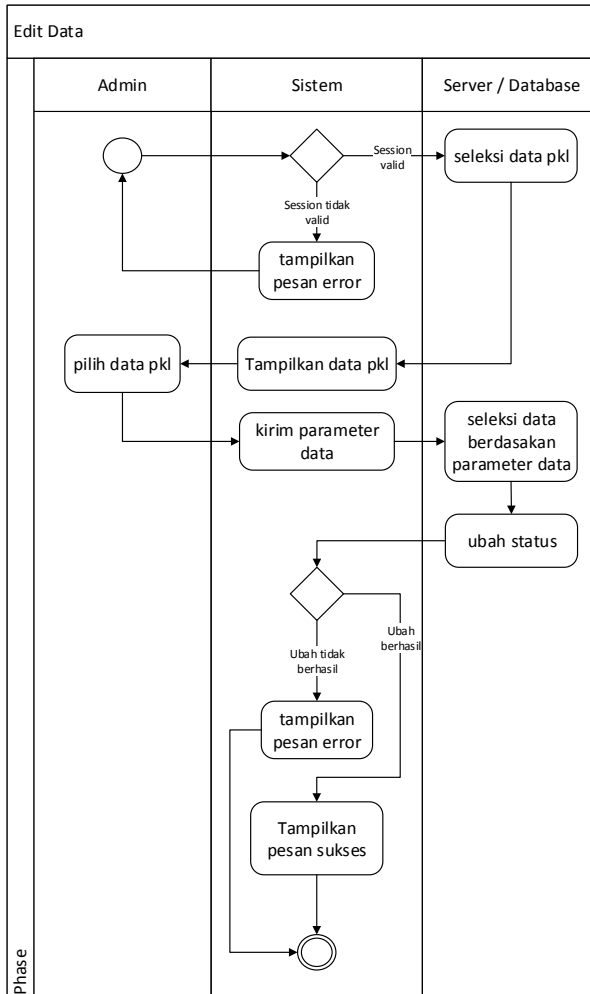 Edit Data
Admin
Sistem
Server / Database
Session
valid
seleksi data pkl
Session tidak
valid
tampilkan
pesan error
pilih data pkl
Tampilkan data pkl
kirim parameter
data
seleksi data
berdasakan
parameter data
ubah status
Ubah
berhasil
Ubah tidak
berhasil
tampilkan
pesan error
Tampilkan
pesan sukses
Phase